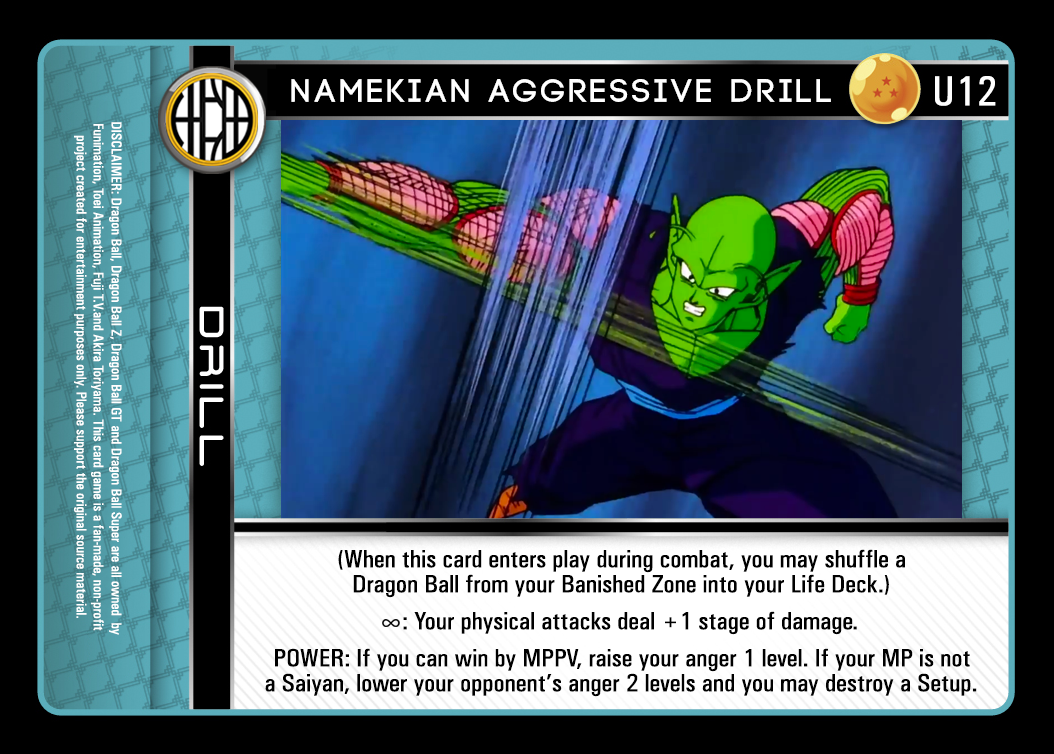 NAMEKIAN AGGRESSIVE DRILL
U12
DRILL
DISCLAIMER: Dragon Ball, Dragon Ball Z, Dragon Ball GT and Dragon Ball Super are all owned by
Funimation, Toei Animation, Fuji T.V.and Akira Toriyama. This card game is a fan-made, non-profit
project created for entertainment purposes only. Please support the original source material.
(When this card enters play during combat, you may shuffle a
Dragon Ball from your Banished Zone into your Life Deck.)
∞: Your physical attacks deal +1 stage of damage.
POWER: If you can win by MPPV, raise your anger 1 level. If your MP is not
a Saiyan, lower your opponent's anger 2 levels and you may destroy a Setup.